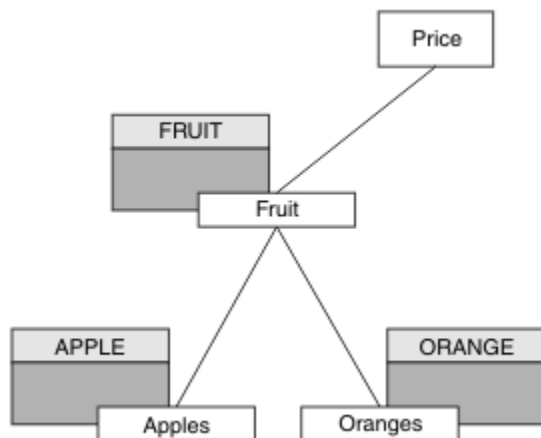 Price
FRUIT
Fruit
APPLE
ORANGE
Apples
Oranges